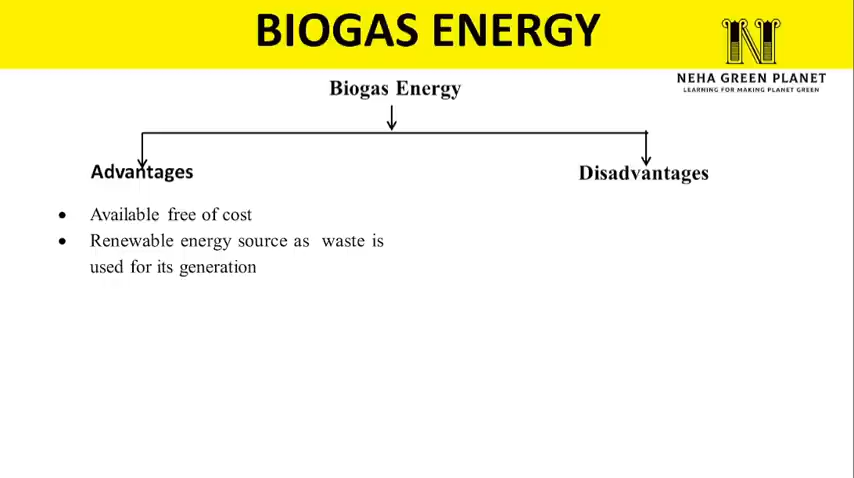 BIOGAS ENERGY
NEHA GREEN PLANET
LEARNING FOR MAKING PLANET GREEN
Biogas Energy
Advantages
Disadvantages
• Available free of cost
• Renewable energy source as waste is
used for its generation